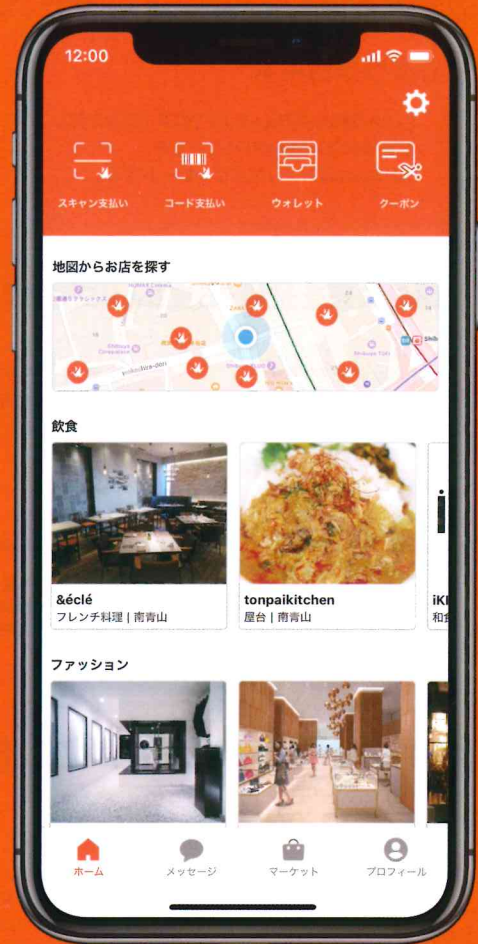 12:00
スキャン支払い
コード支払い
ウォレット
クーポン
地図からお店を探す
飲食
&éclé
フレンチ料理 | 南青山
tonpaikitchen
屋台 | 南青山
ファッション
ホーム
メッセージ
マーケット
プロフィール